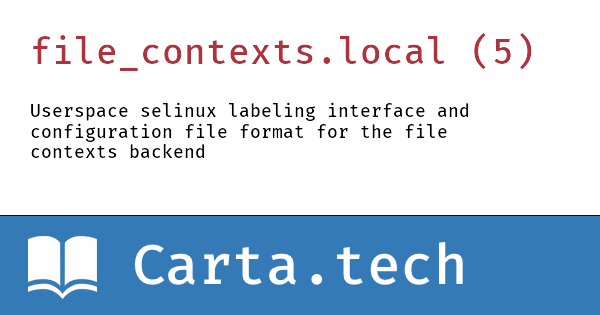 file_contexts.local (5)
Userspace selinux labeling interface and
configuration file format for the file
contexts backend
Carta.tech